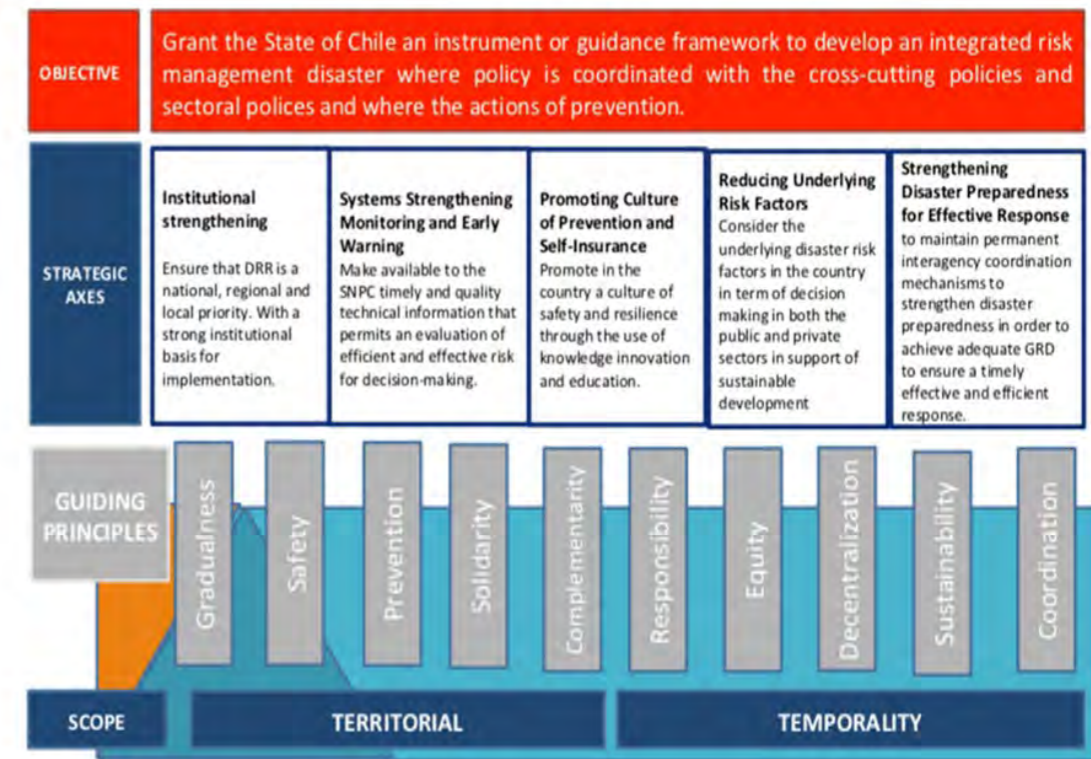 OBJECTIVE
Grant the State of Chile an instrument or guidance framework to develop an integrated risk
management disaster where policy is coordinated with the cross-cutting policies and
sectoral polices and where the actions of prevention.
STRATEGIC
AXES
Institutional
strengthening
Ensure that DRR is a
national, regional and
local priority. With a
strong institutional
basis for
implementation.
Systems Strengthening
Monitoring and Early
Warning
Make available to the
SNPC timely and quality
technical information that
permits an evaluation of
efficient and effective risk
for decision-making.
Promoting Culture
of Prevention and
Self-Insurance
Promote in the
country a culture of
safety and resilience
through the use of
knowledge innovation
and education.
Reducing Underlying
Risk Factors
Consider the
underlying disaster risk
factors in the country
in term of decision
making in both the
public and private
sectors in support of
sustainable
development
Strengthening
Disaster Preparedness
for Effective Response
to maintain permanent
interagency coordination
mechanisms to
strengthen disaster
preparedness in order to
achieve adequate GRD
to ensure a timely
effective and efficient
response.
GUIDING
PRINCIPLES
Gradualness
Safety
Prevention
Solidarity
Complementarity
Responsibility
Equity
Decentralization
Sustainability
Coordination
SCOPE
TERRITORIAL
TEMPORALITY